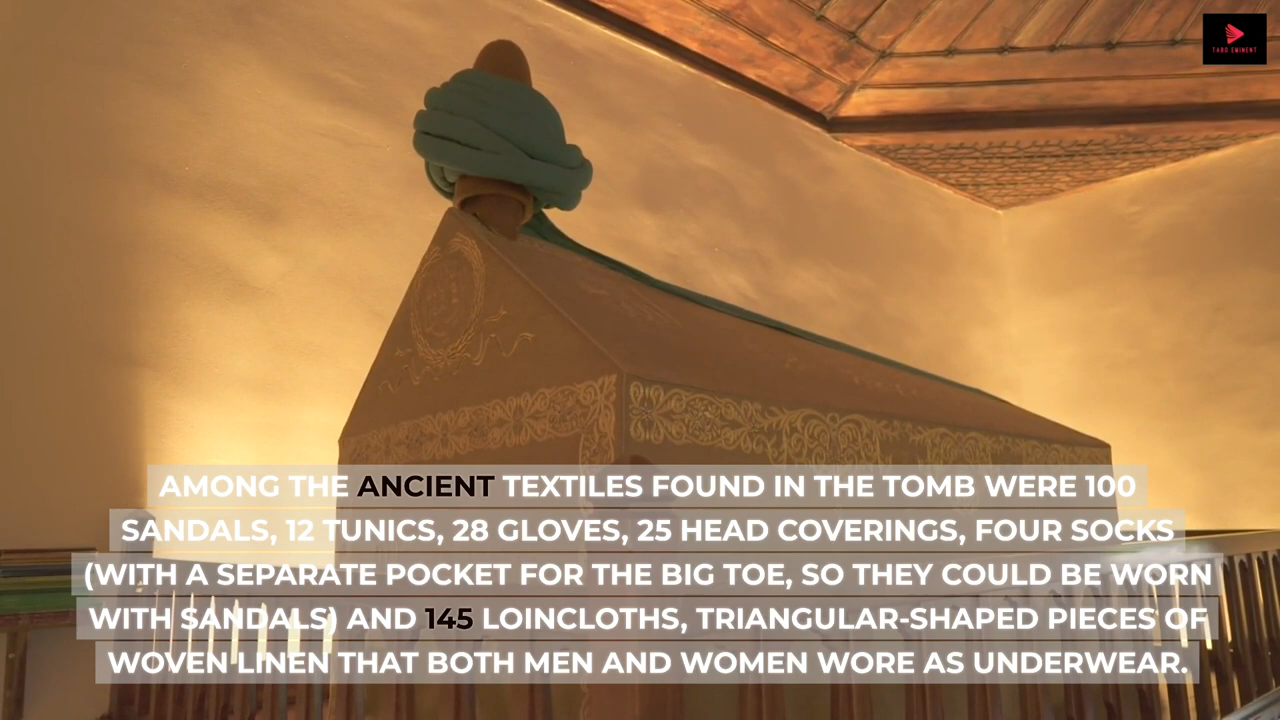 TARO EMINENT
AMONG THE ANCIENT TEXTILES FOUND IN THE TOMB WERE 100
SANDALS, 12 TUNICS, 28 GLOVES, 25 HEAD COVERINGS, FOUR SOCKS
(WITH A SEPARATE POCKET FOR THE BIG TOE, SO THEY COULD BE WORN
WITH SANDALS) AND 145 LOINCLOTHS, TRIANGULAR-SHAPED PIECES OF
WOVEN LINEN THAT BOTH MEN AND WOMEN WORE AS UNDERWEAR.